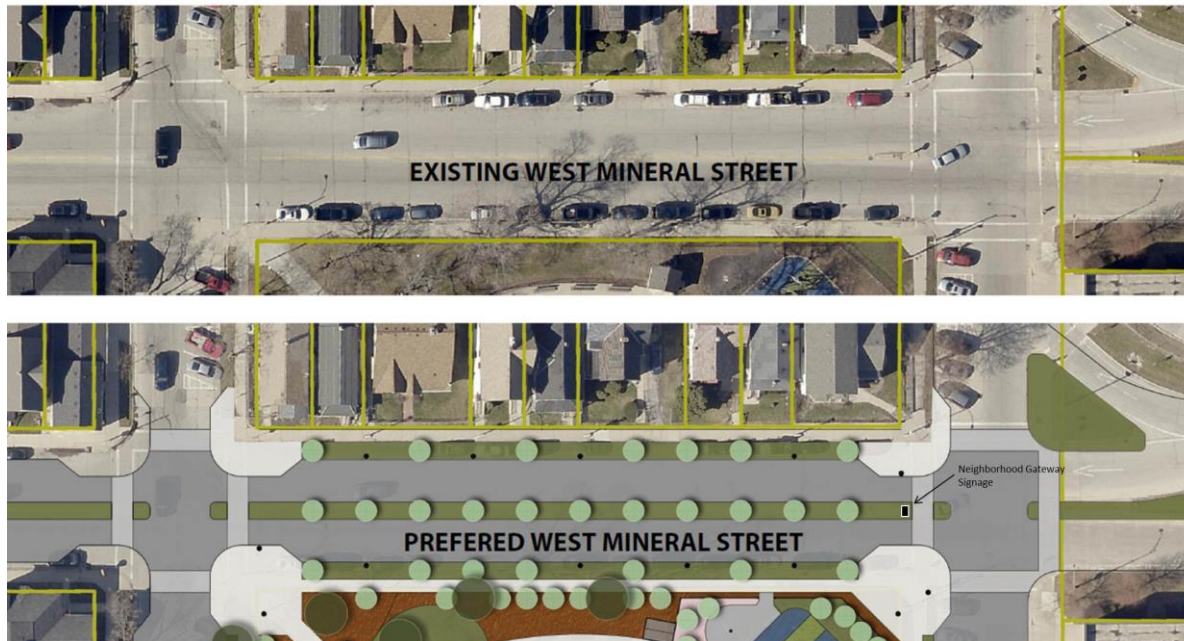 EXISTING WEST MINERAL STREET
Neighborhood Gateway
Signage
PREFERED WEST MINERAL STREET